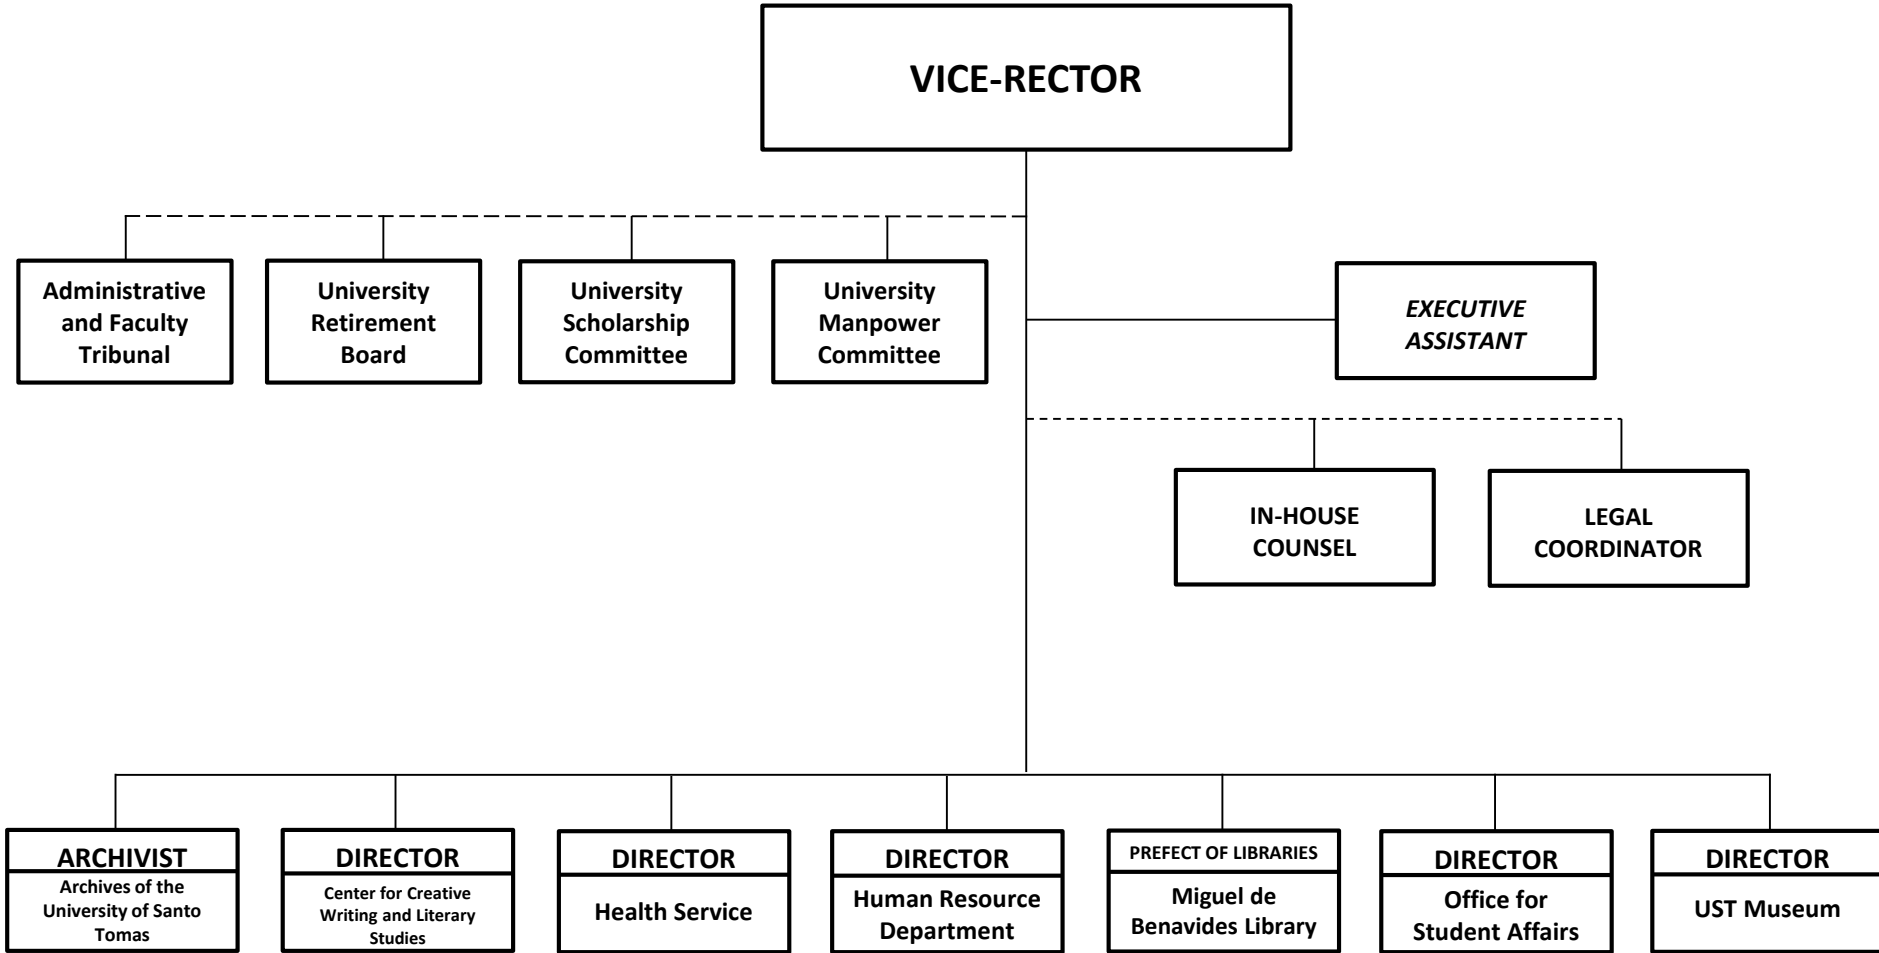 VICE-RECTOR
Administrative
and Faculty
Tribunal
University
Retirement
Board
University
Scholarship
Committee
University
Manpower
Committee
EXECUTIVE
ASSISTANT
IN-HOUSE
COUNSEL
LEGAL
COORDINATOR
ARCHIVIST
Archives of the
University of Santo
Tomas
DIRECTOR
Center for Creative
Writing and Literary
Studies
DIRECTOR
Health Service
DIRECTOR
Human Resource
Department
PREFECT OF LIBRARIES
Miguel de
Benavides Library
DIRECTOR
Office for
Student Affairs
DIRECTOR
UST Museum